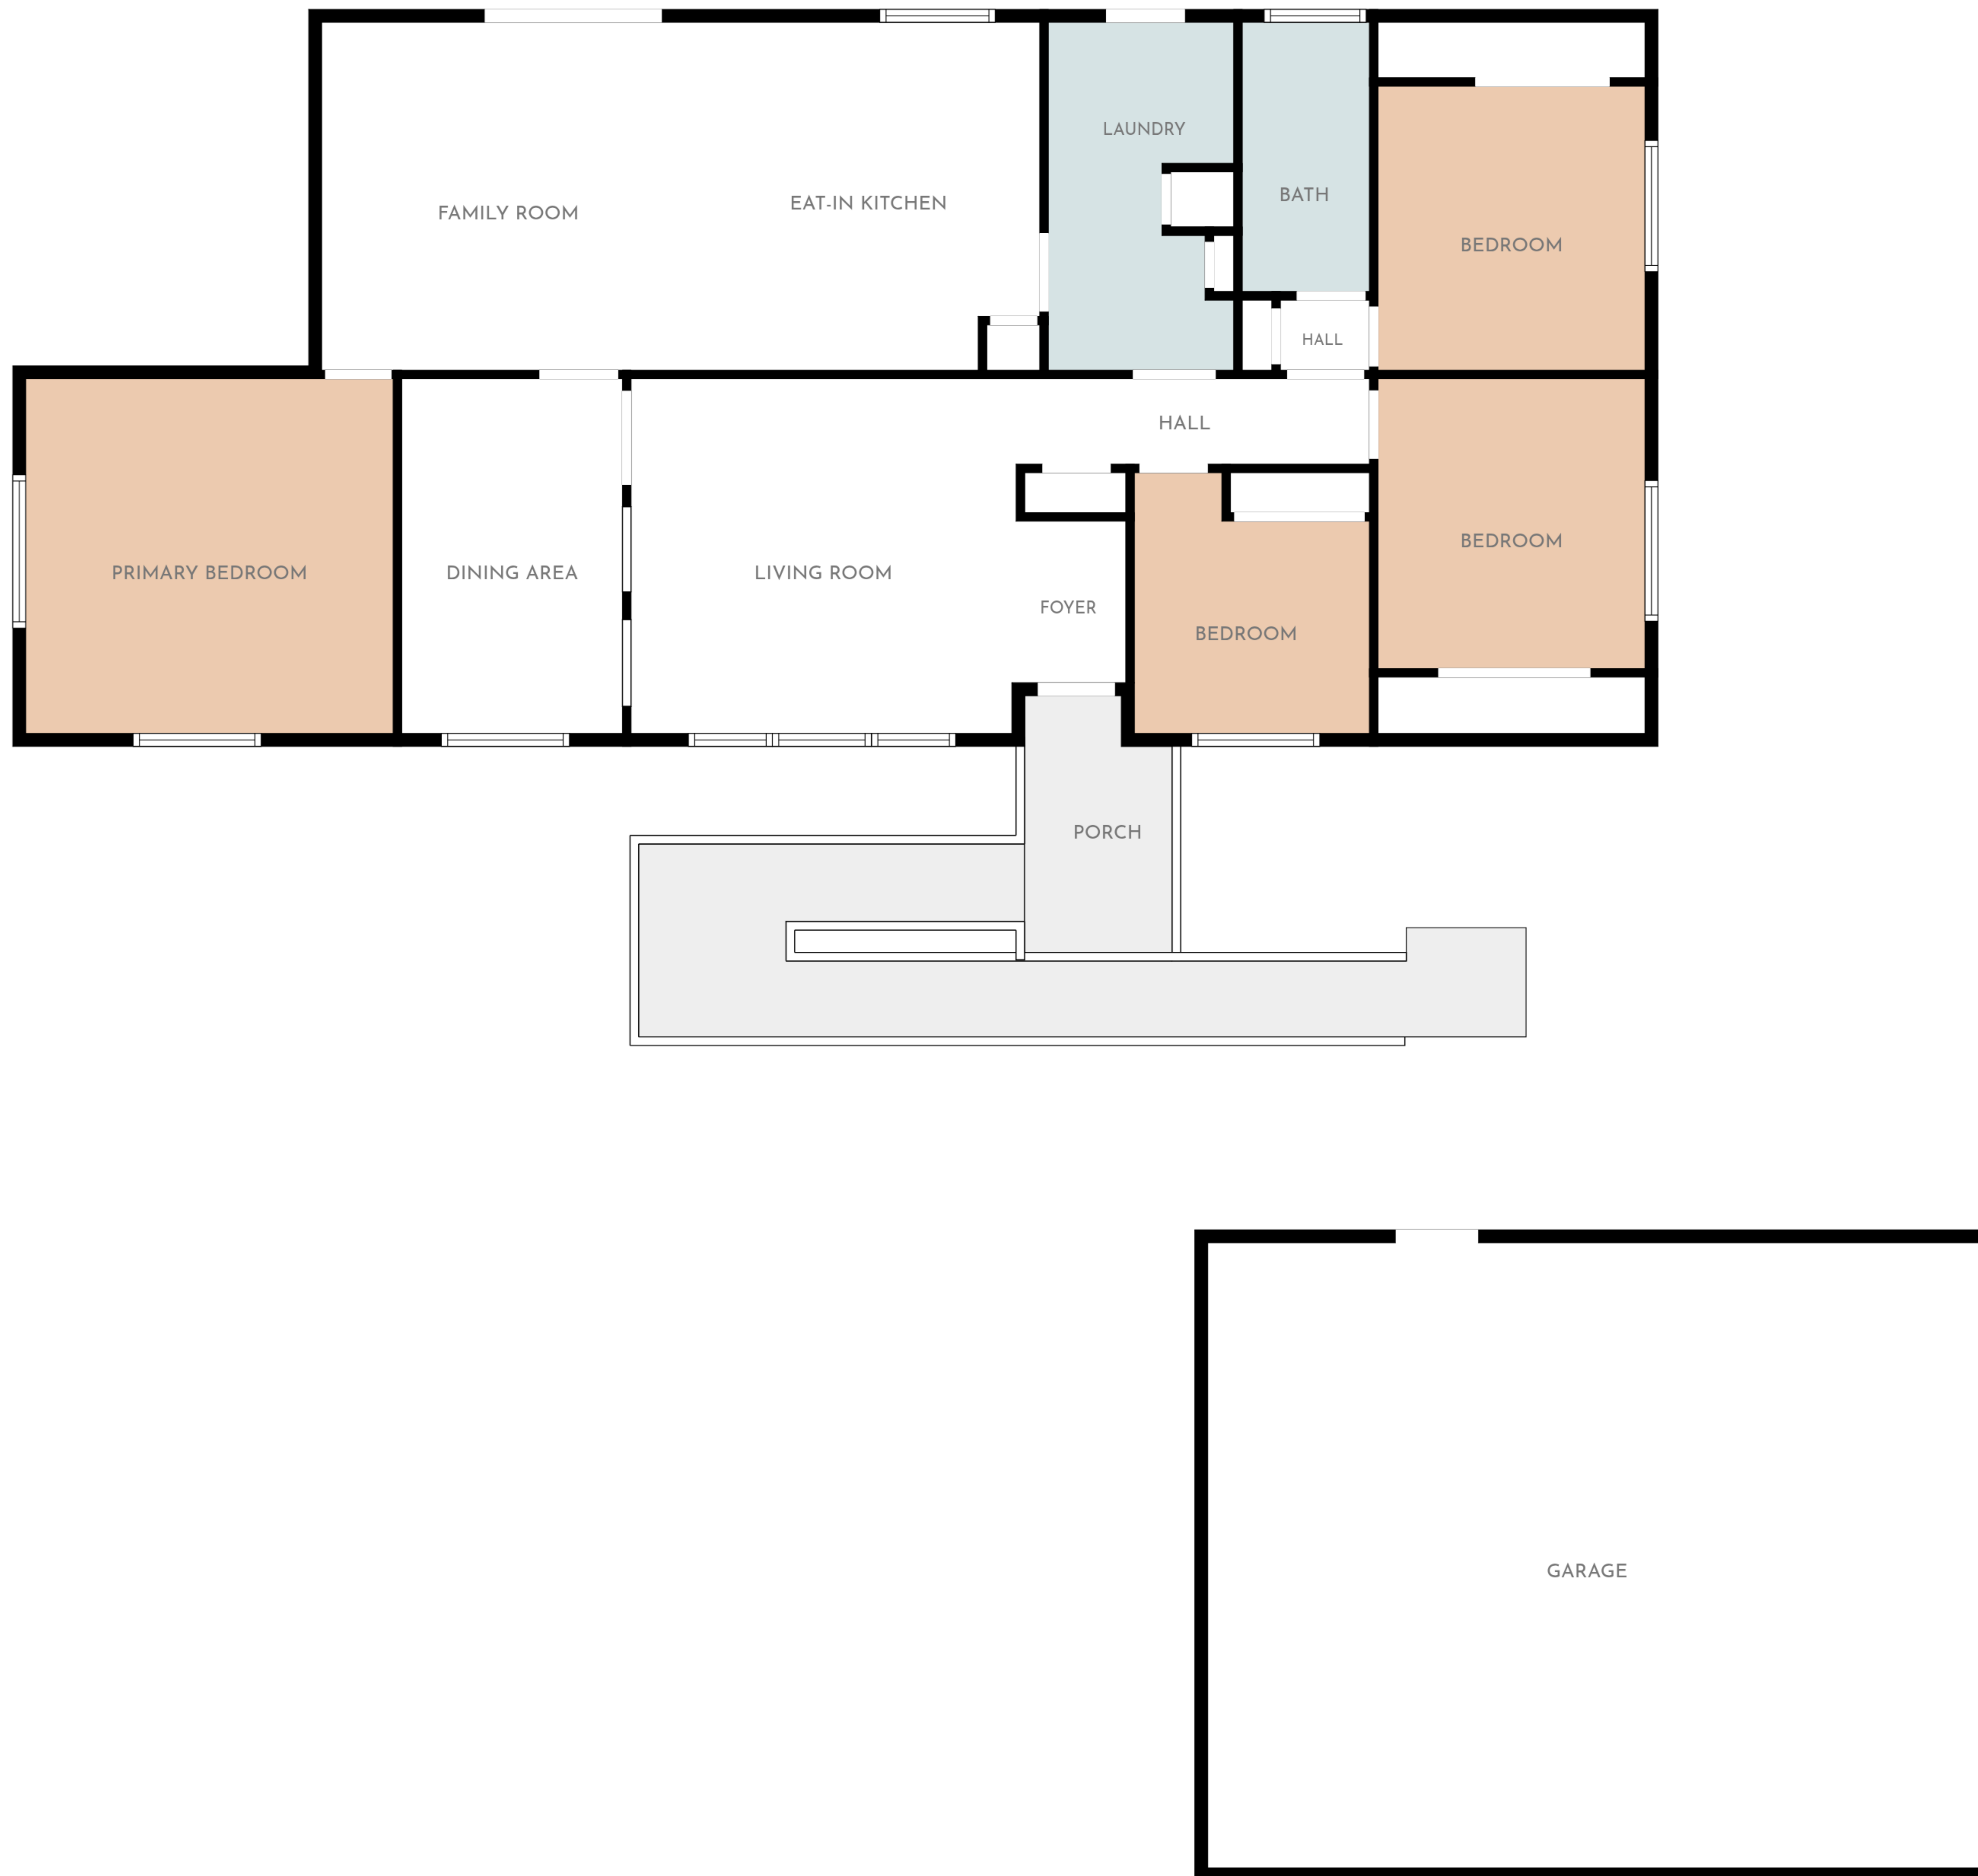 LAUNDRY
BATH
FAMILY ROOM
EAT-IN KITCHEN
BEDROOM
HALL
HALL
PRIMARY BEDROOM
DINING AREA
LIVING ROOM
FOYER
BEDROOM
BEDROOM
PORCH
GARAGE